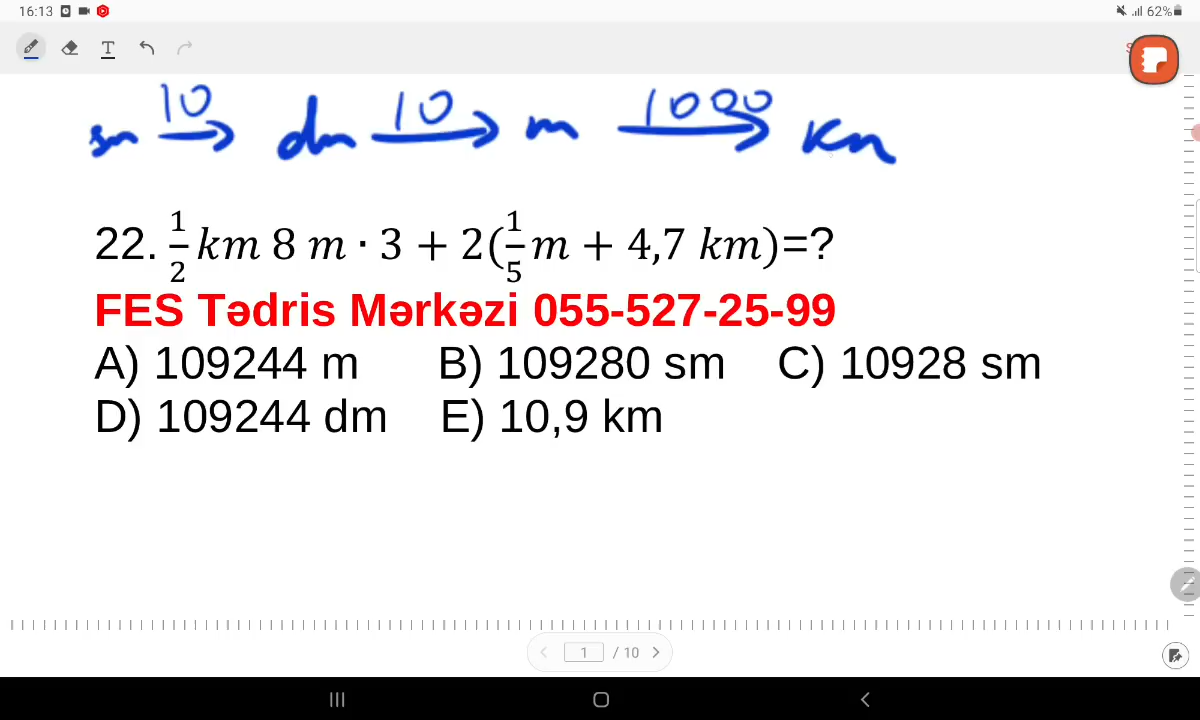 16:13 62%
T
sm 10 dm 10 m 1000 km
22. 1/2 km 8 m · 3 + 2(1/5 m + 4,7 km)=?
FES Tədris Mərkəzi 055-527-25-99
A) 109244 m B) 109280 sm C) 10928 sm
D) 109244 dm E) 10,9 km
1 / 10